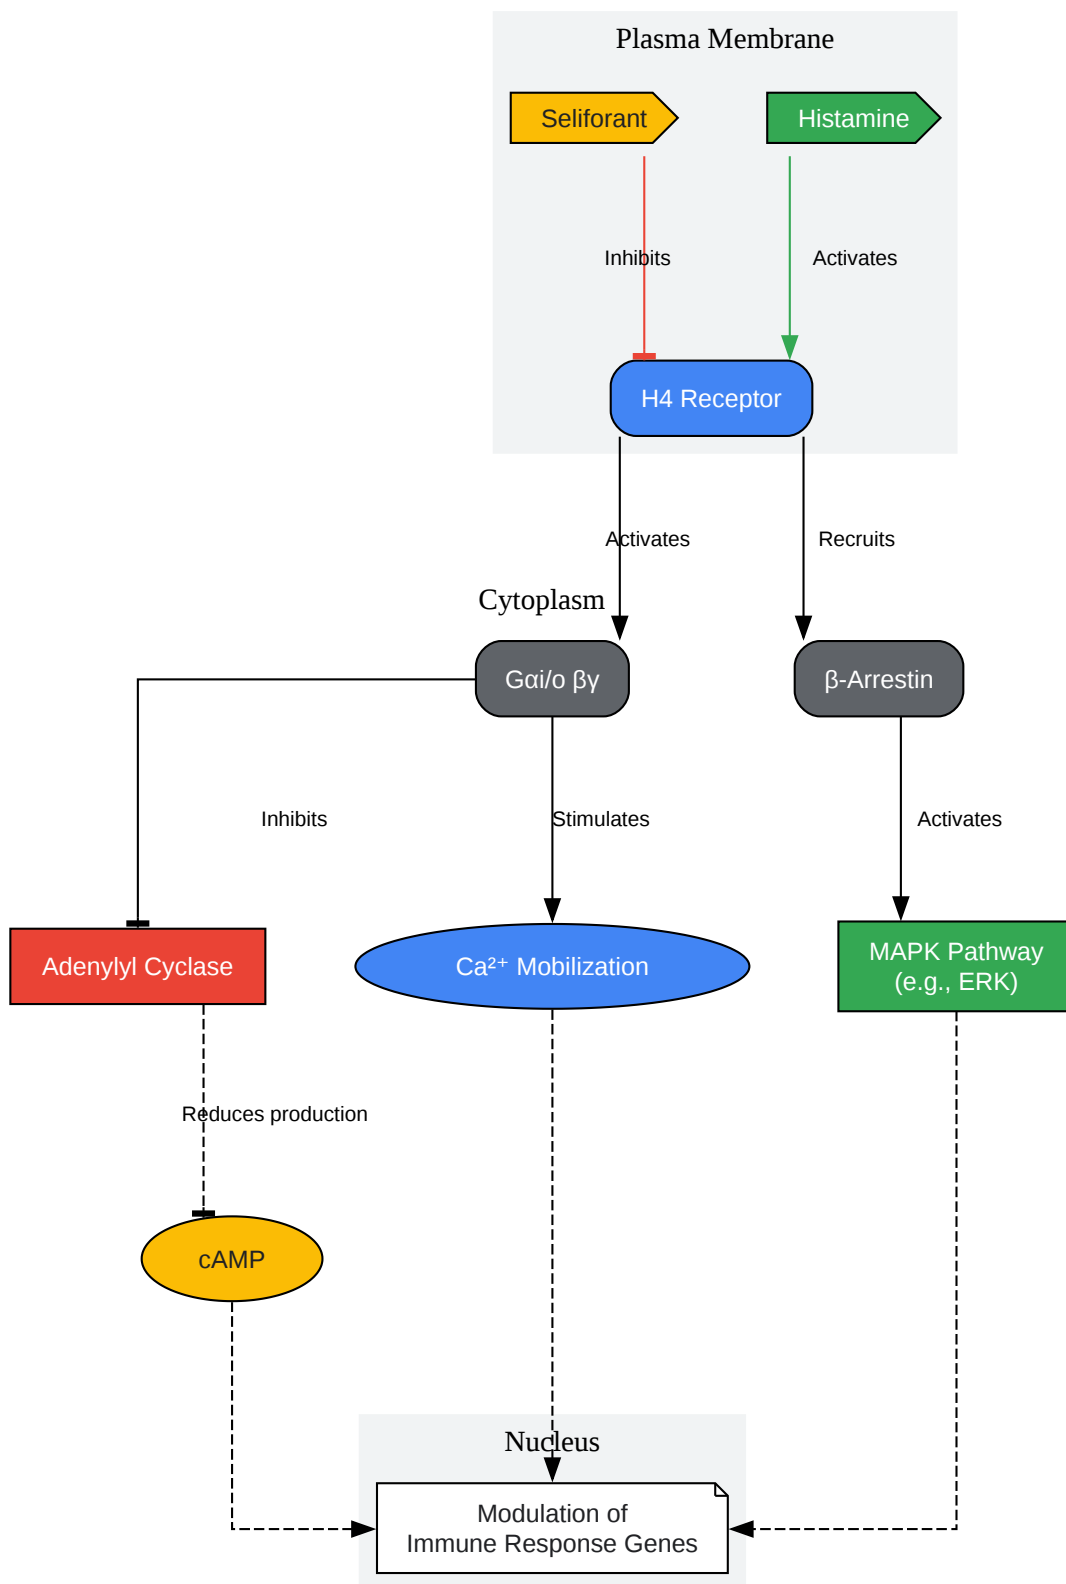 Plasma Membrane
Seliforant
Histamine
Inhibits
Activates
H4 Receptor
Activates
Recruits
Cytoplasm
Gαi/o βγ
β-Arrestin
Inhibits
Stimulates
Activates
Adenylyl Cyclase
Ca²⁺ Mobilization
MAPK Pathway
(e.g., ERK)
Reduces production
cAMP
Nucleus
Modulation of
Immune Response Genes